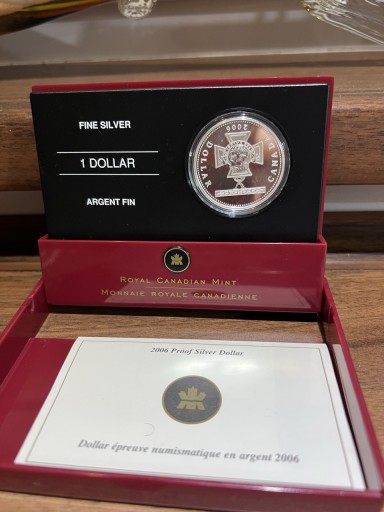 FINE SILVER
1 DOLLAR
ARGENT FIN
2006
DOLLAR
CANADA
ROYAL CANADIAN MINT
MONNAIE ROYALE CANADIENNE
2006 Proof Silver Dollar
Dollar épreuve numismatique en argent 2006